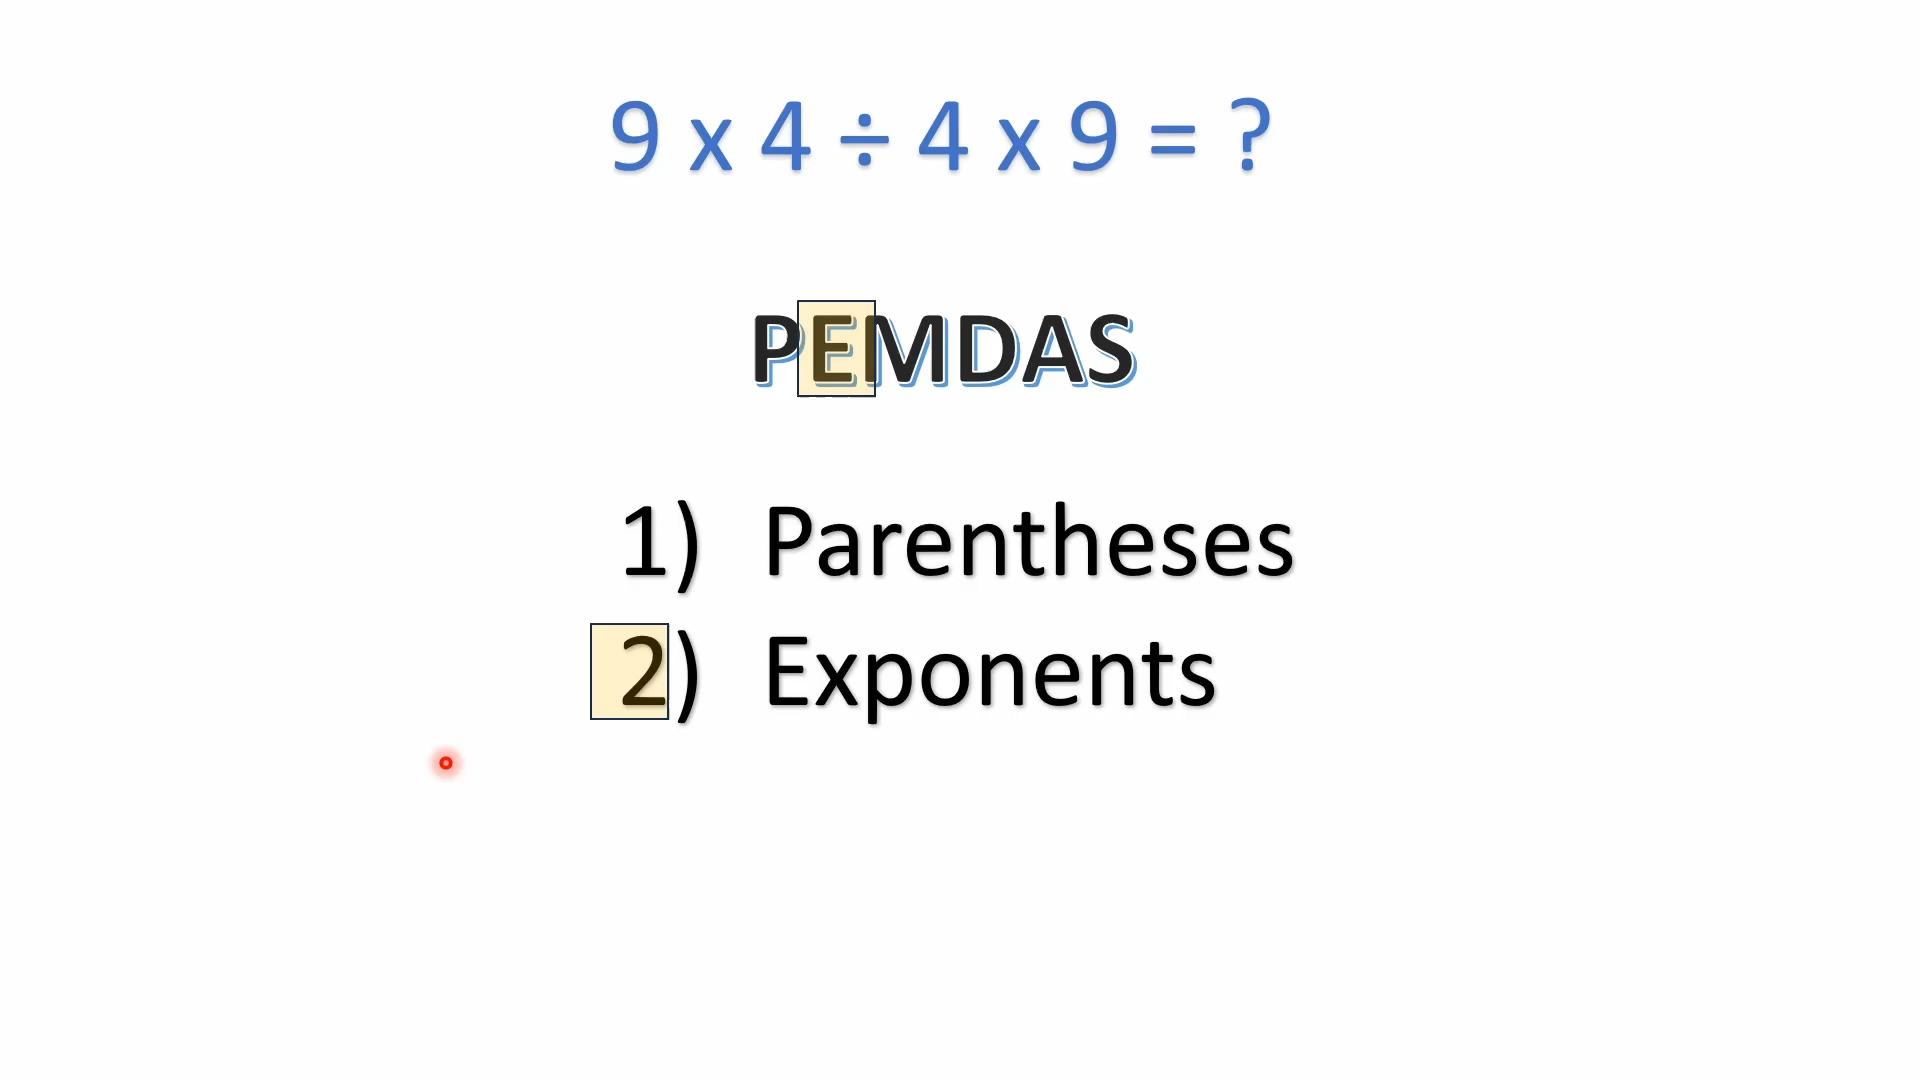 9 x 4 ÷ 4 x 9 = ?
PEMDAS
1) Parentheses
2) Exponents